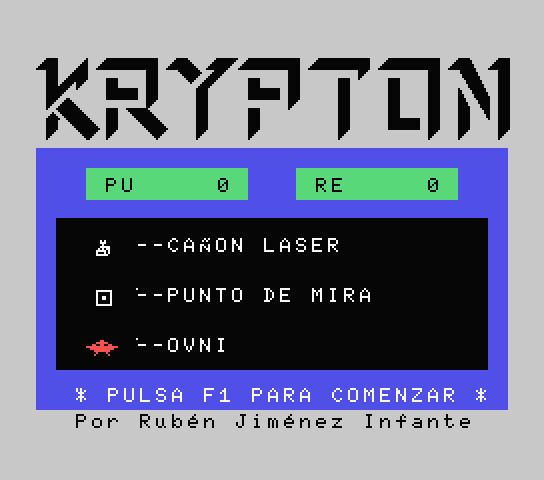 KRYPTON
PU 0 RE 0
--CAÑON LASER
--PUNTO DE MIRA
--OVNI
* PULSA F1 PARA COMENZAR *
Por Rubén Jiménez Infante